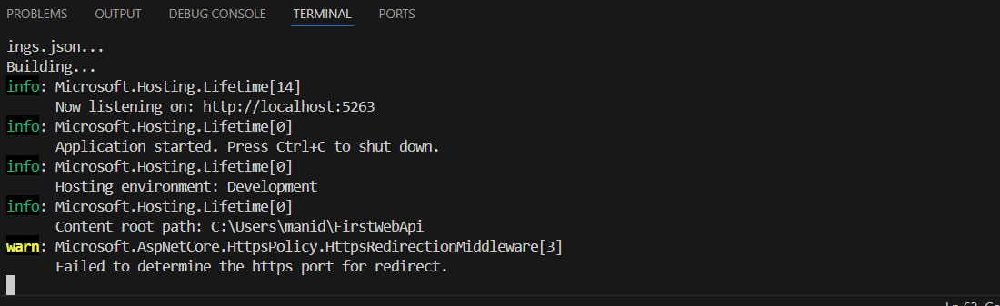 PROBLEMS OUTPUT DEBUG CONSOLE TERMINAL PORTS
ings.json...
Building...
info: Microsoft.Hosting.Lifetime[14]
Now listening on: http://localhost:5263
info: Microsoft.Hosting.Lifetime[0]
Application started. Press Ctrl+C to shut down.
info: Microsoft.Hosting.Lifetime[0]
Hosting environment: Development
info: Microsoft.Hosting.Lifetime[0]
Content root path: C:\Users\manid\FirstWebApi
warn: Microsoft.AspNetCore.HttpsPolicy.HttpsRedirectionMiddleware[3]
Failed to determine the https port for redirect.